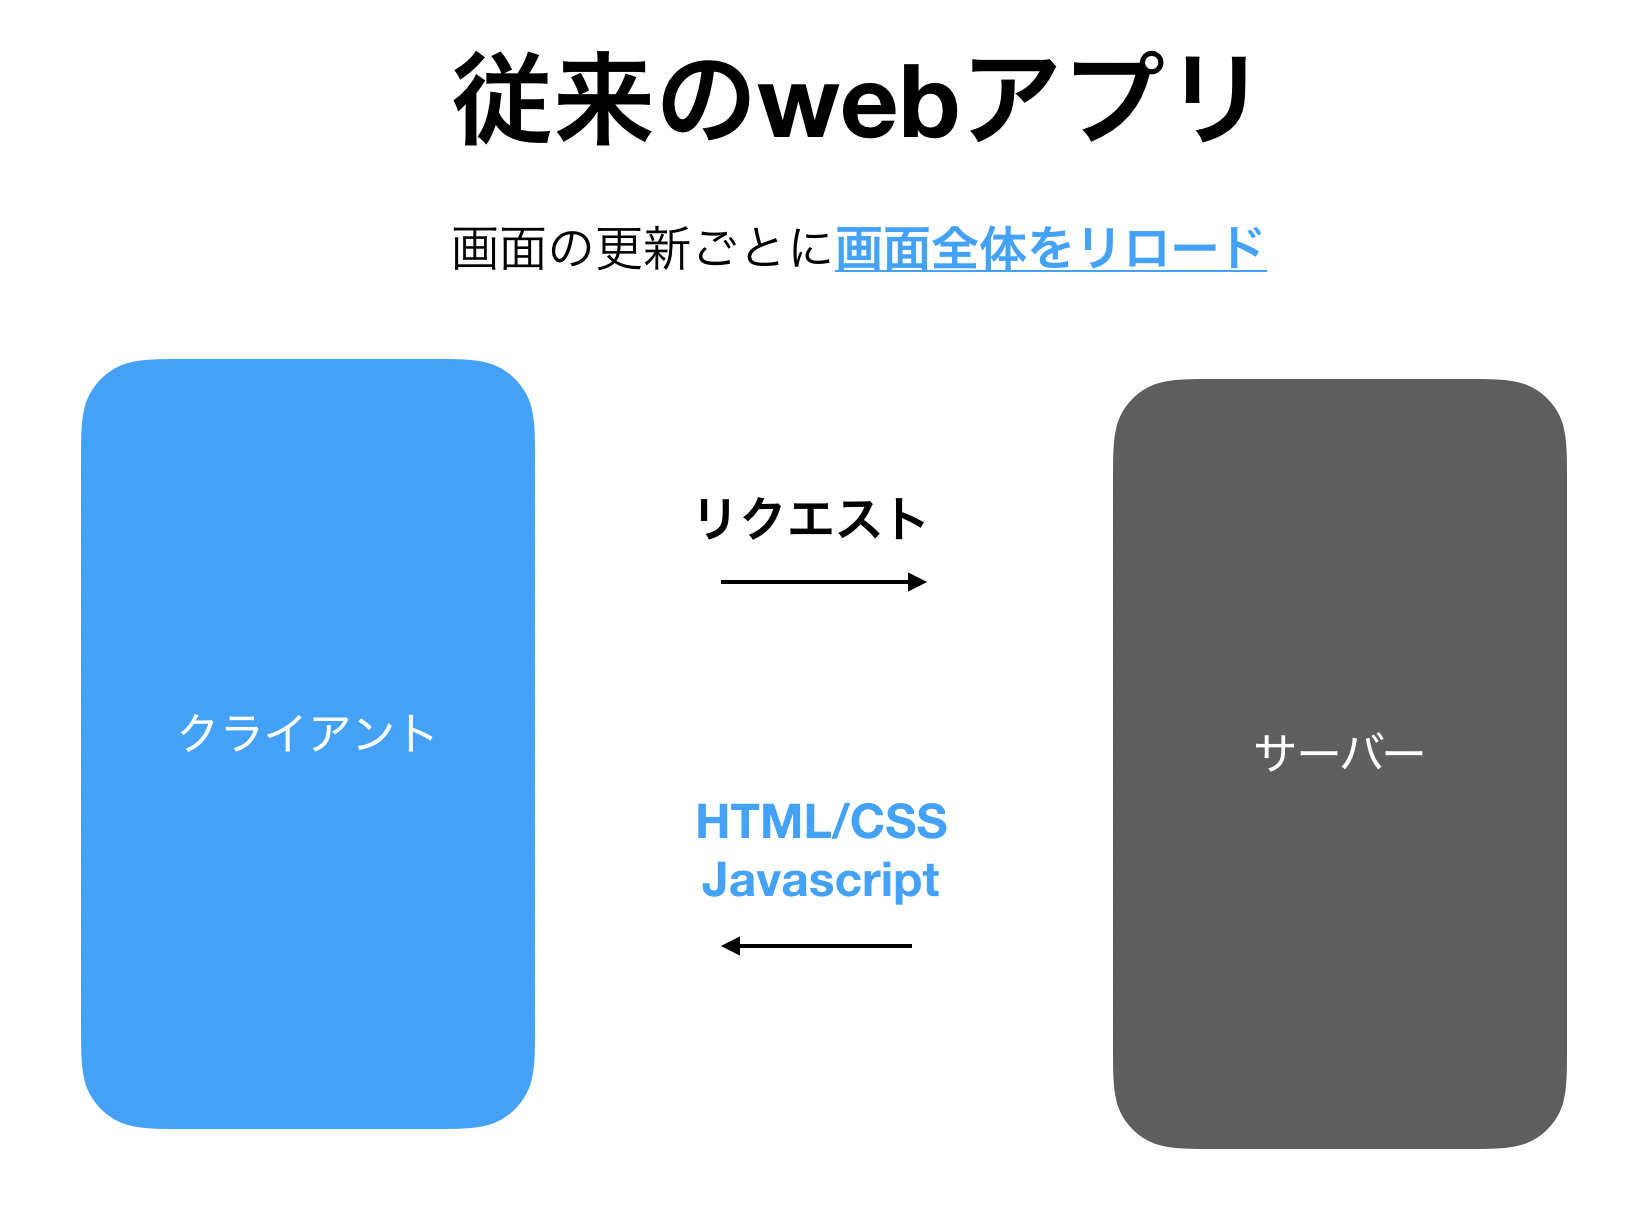 従来のwebアプリ
画面の更新ごとに画面全体をリロード
リクエスト
クライアント
サーバー
HTML/CSS
Javascript